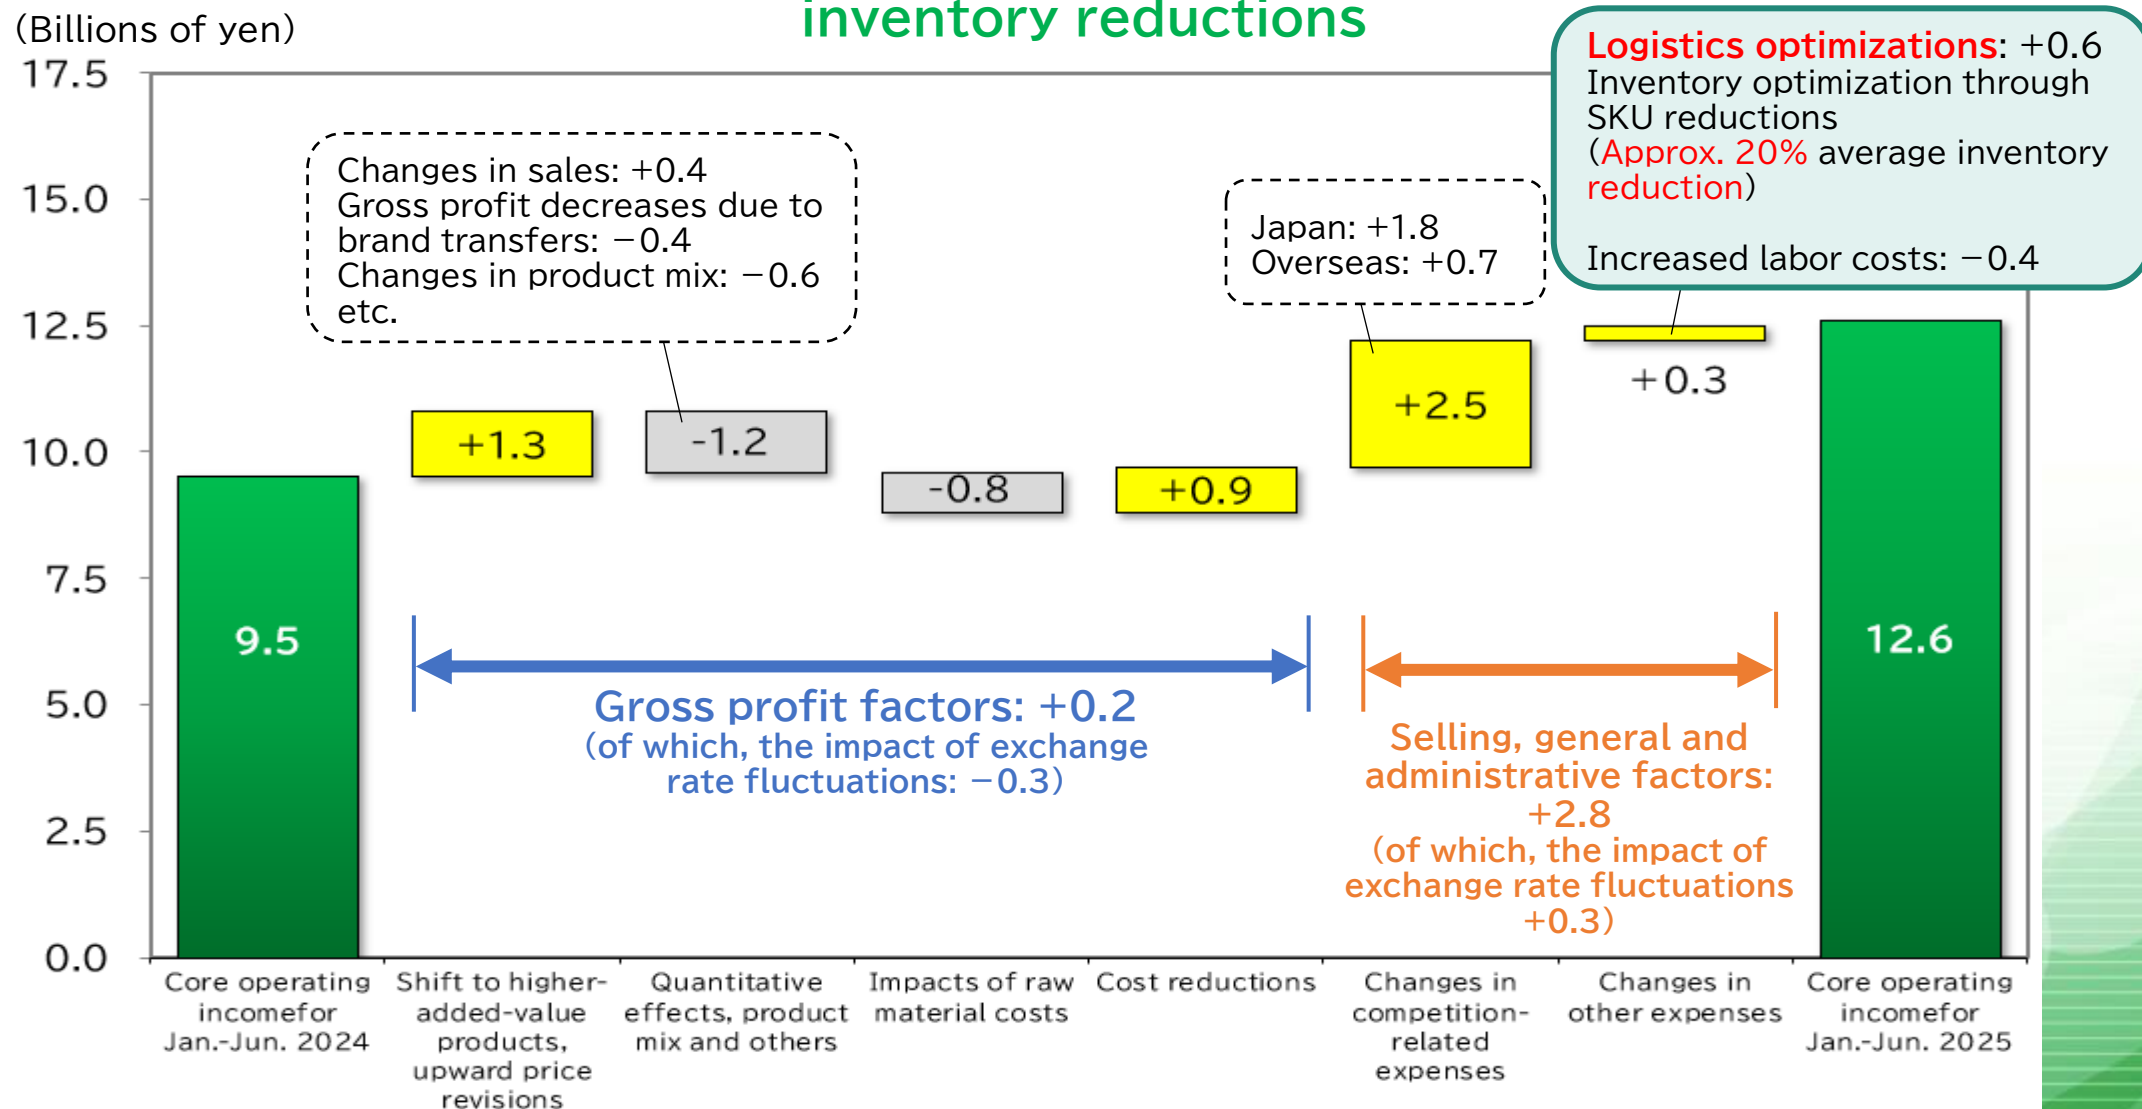 inventory reductions
(Billions of yen)
17.5
15.0
12.5
10.0
7.5
5.0
2.5
0.0
Changes in sales: +0.4
Gross profit decreases due to
brand transfers: −0.4
Changes in product mix: −0.6
etc.
Japan: +1.8
Overseas: +0.7
Logistics optimizations: +0.6
Inventory optimization through
SKU reductions
(Approx. 20% average inventory
reduction)
Increased labor costs: −0.4
9.5
+1.3
-1.2
-0.8
+0.9
+2.5
+0.3
12.6
Gross profit factors: +0.2
(of which, the impact of exchange
rate fluctuations: −0.3)
Selling, general and
administrative factors:
+2.8
(of which, the impact of
exchange rate fluctuations
+0.3)
Core operating
incomefor
Jan.-Jun. 2024
Shift to higher-
added-value
products,
upward price
revisions
Quantitative
effects, product
mix and others
Impacts of raw
material costs
Cost reductions
Changes in
competition-
related
expenses
Changes in
other expenses
Core operating
incomefor
Jan.-Jun. 2025